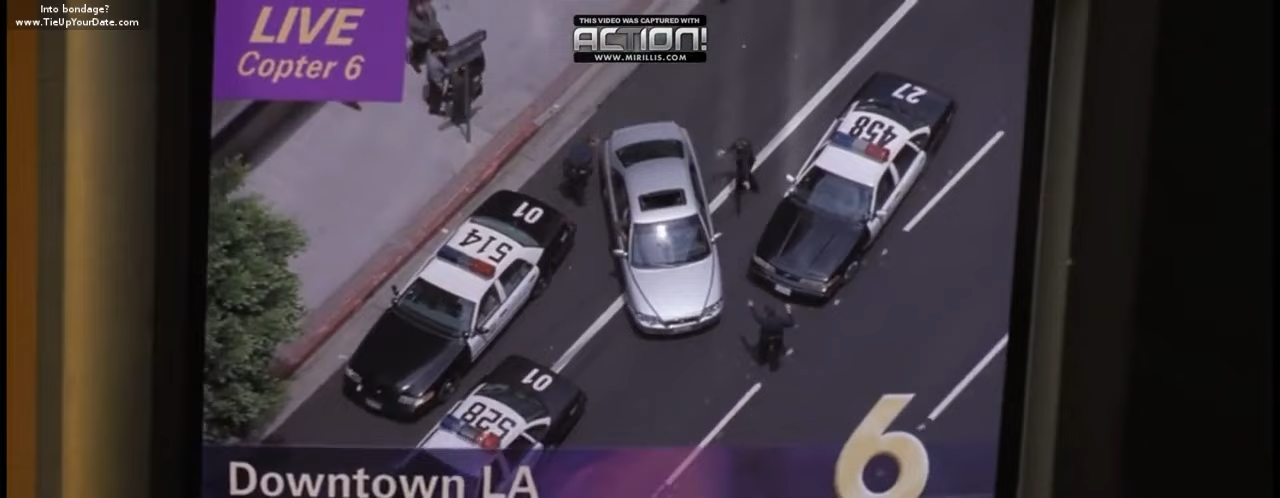 Into bondage?
www.TieUpYourDate.com
LIVE
Copter 6
THIS VIDEO WAS CAPTURED WITH
ACTION!
WWW.MIRILLIS.COM
27
458
01
514
01
528
6
Downtown LA